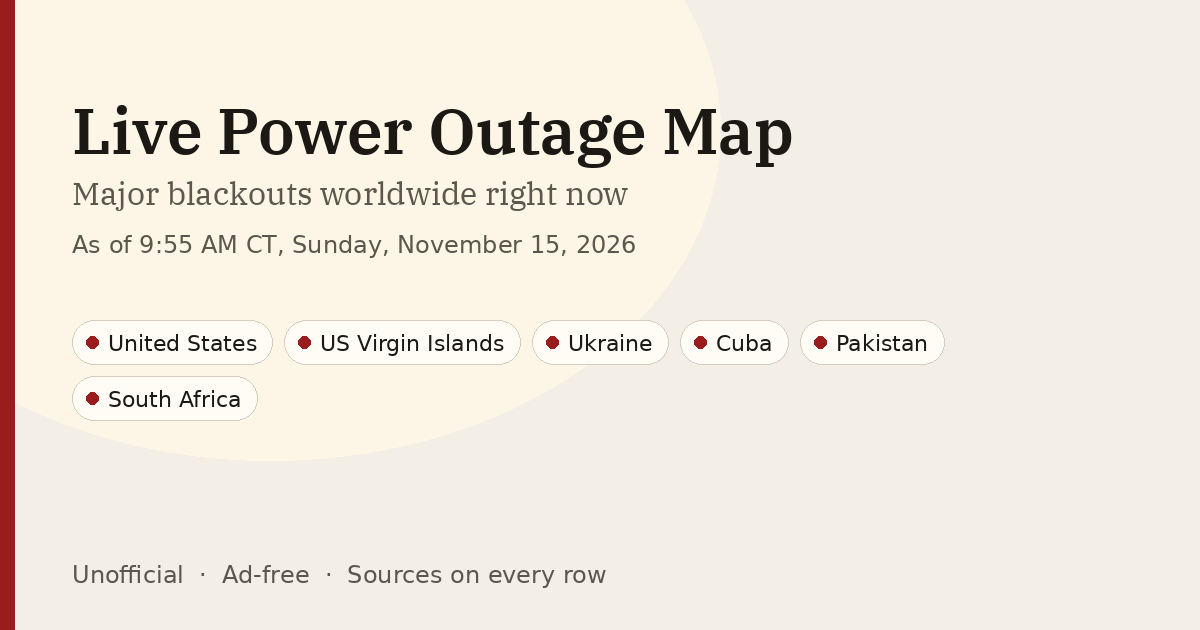 Live Power Outage Map
Major blackouts worldwide right now
As of 9:55 AM CT, Sunday, November 15, 2026
United States US Virgin Islands Ukraine Cuba Pakistan
South Africa
Unofficial · Ad-free · Sources on every row